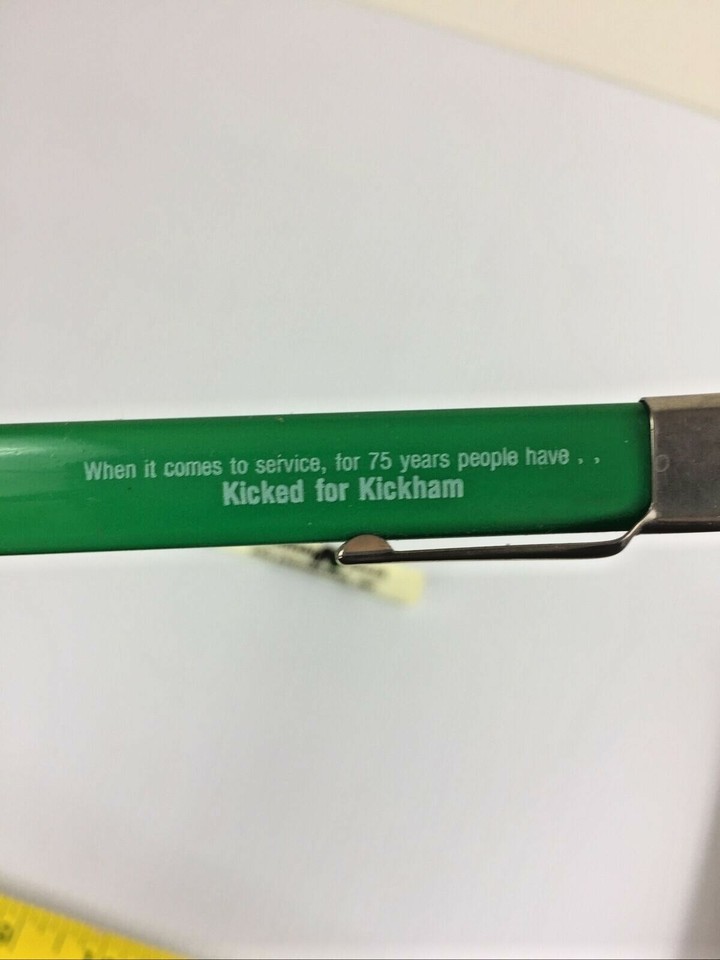 When it comes to service, for 75 years people have . .
Kicked for Kickham